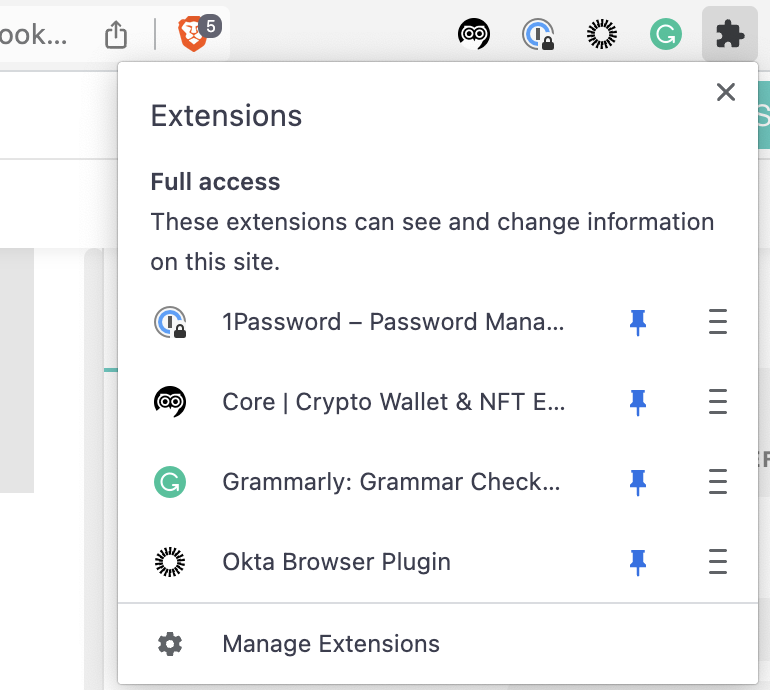 ook...
5
Extensions
Full access
These extensions can see and change information
on this site.
1Password – Password Mana...
Core | Crypto Wallet & NFT E...
Grammarly: Grammar Check...
Okta Browser Plugin
Manage Extensions